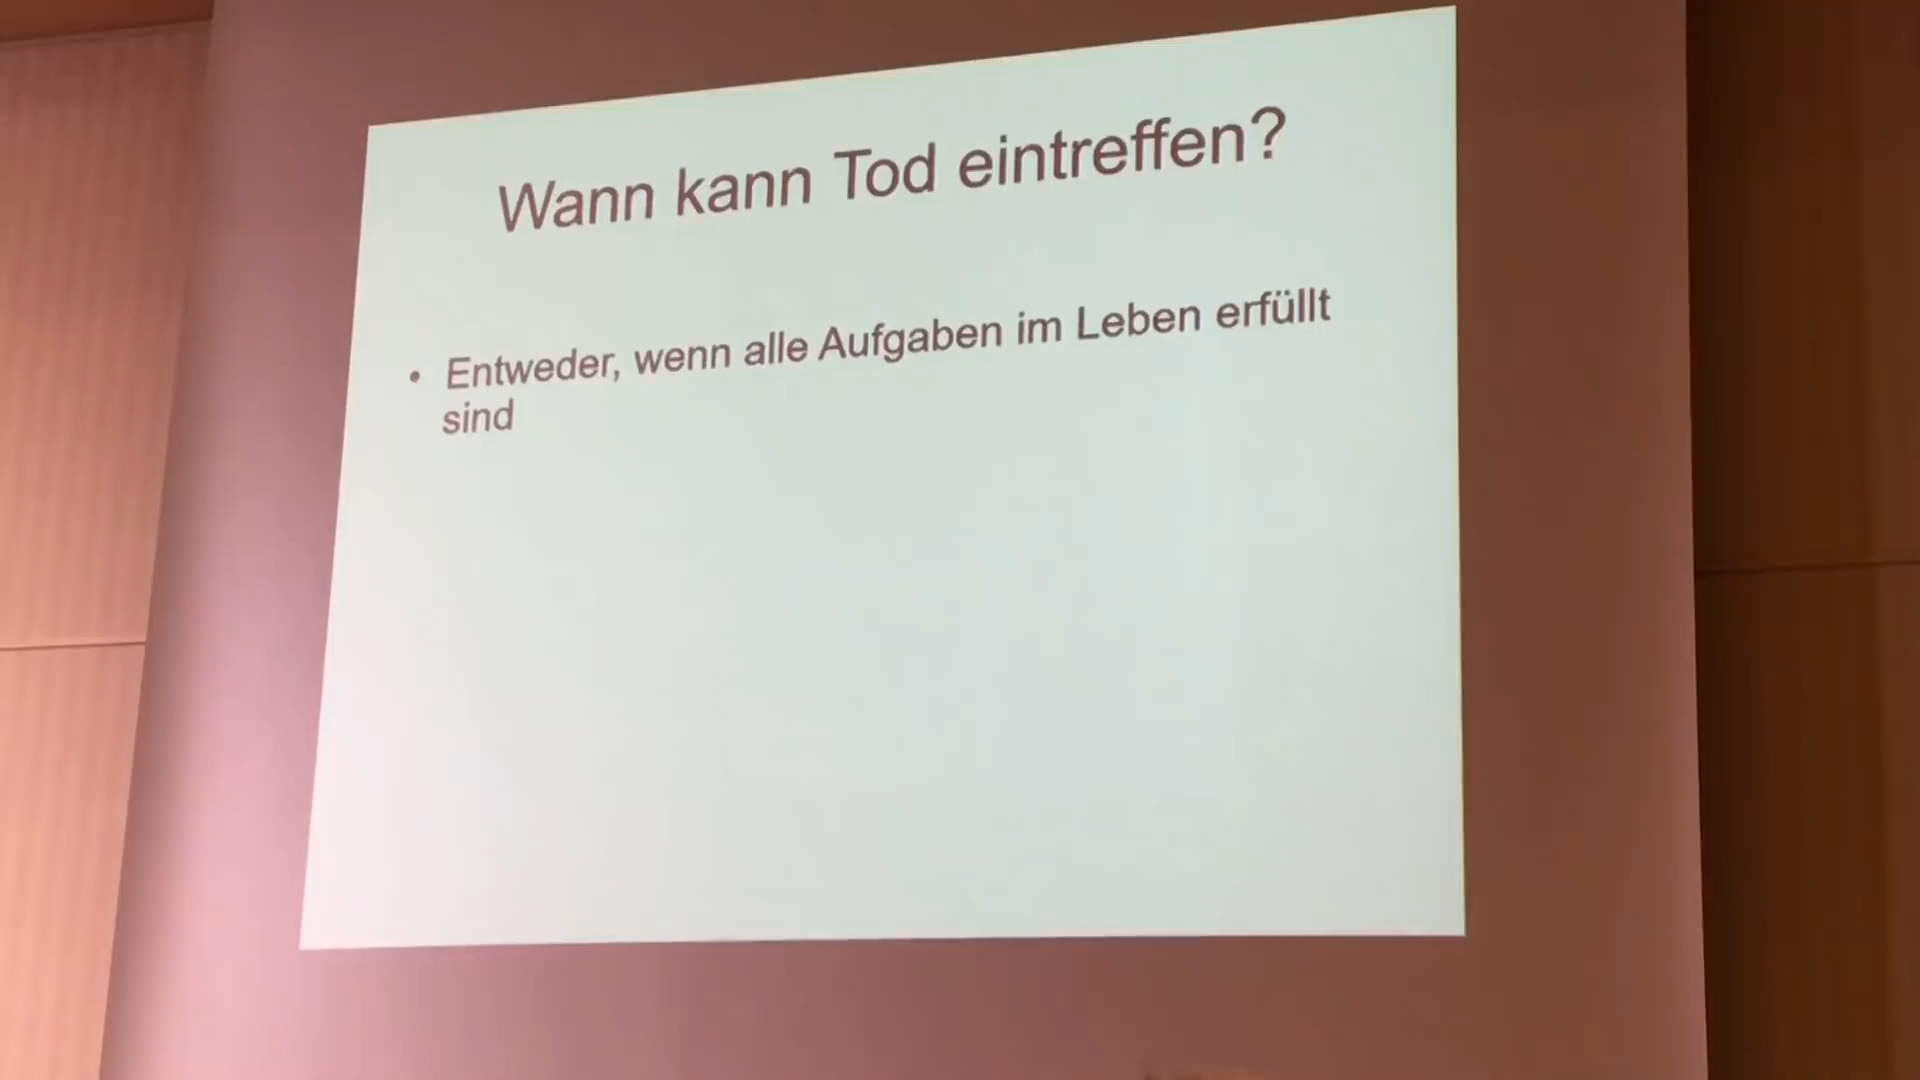 Wann kann Tod eintreffen?
• Entweder, wenn alle Aufgaben im Leben erfüllt
sind